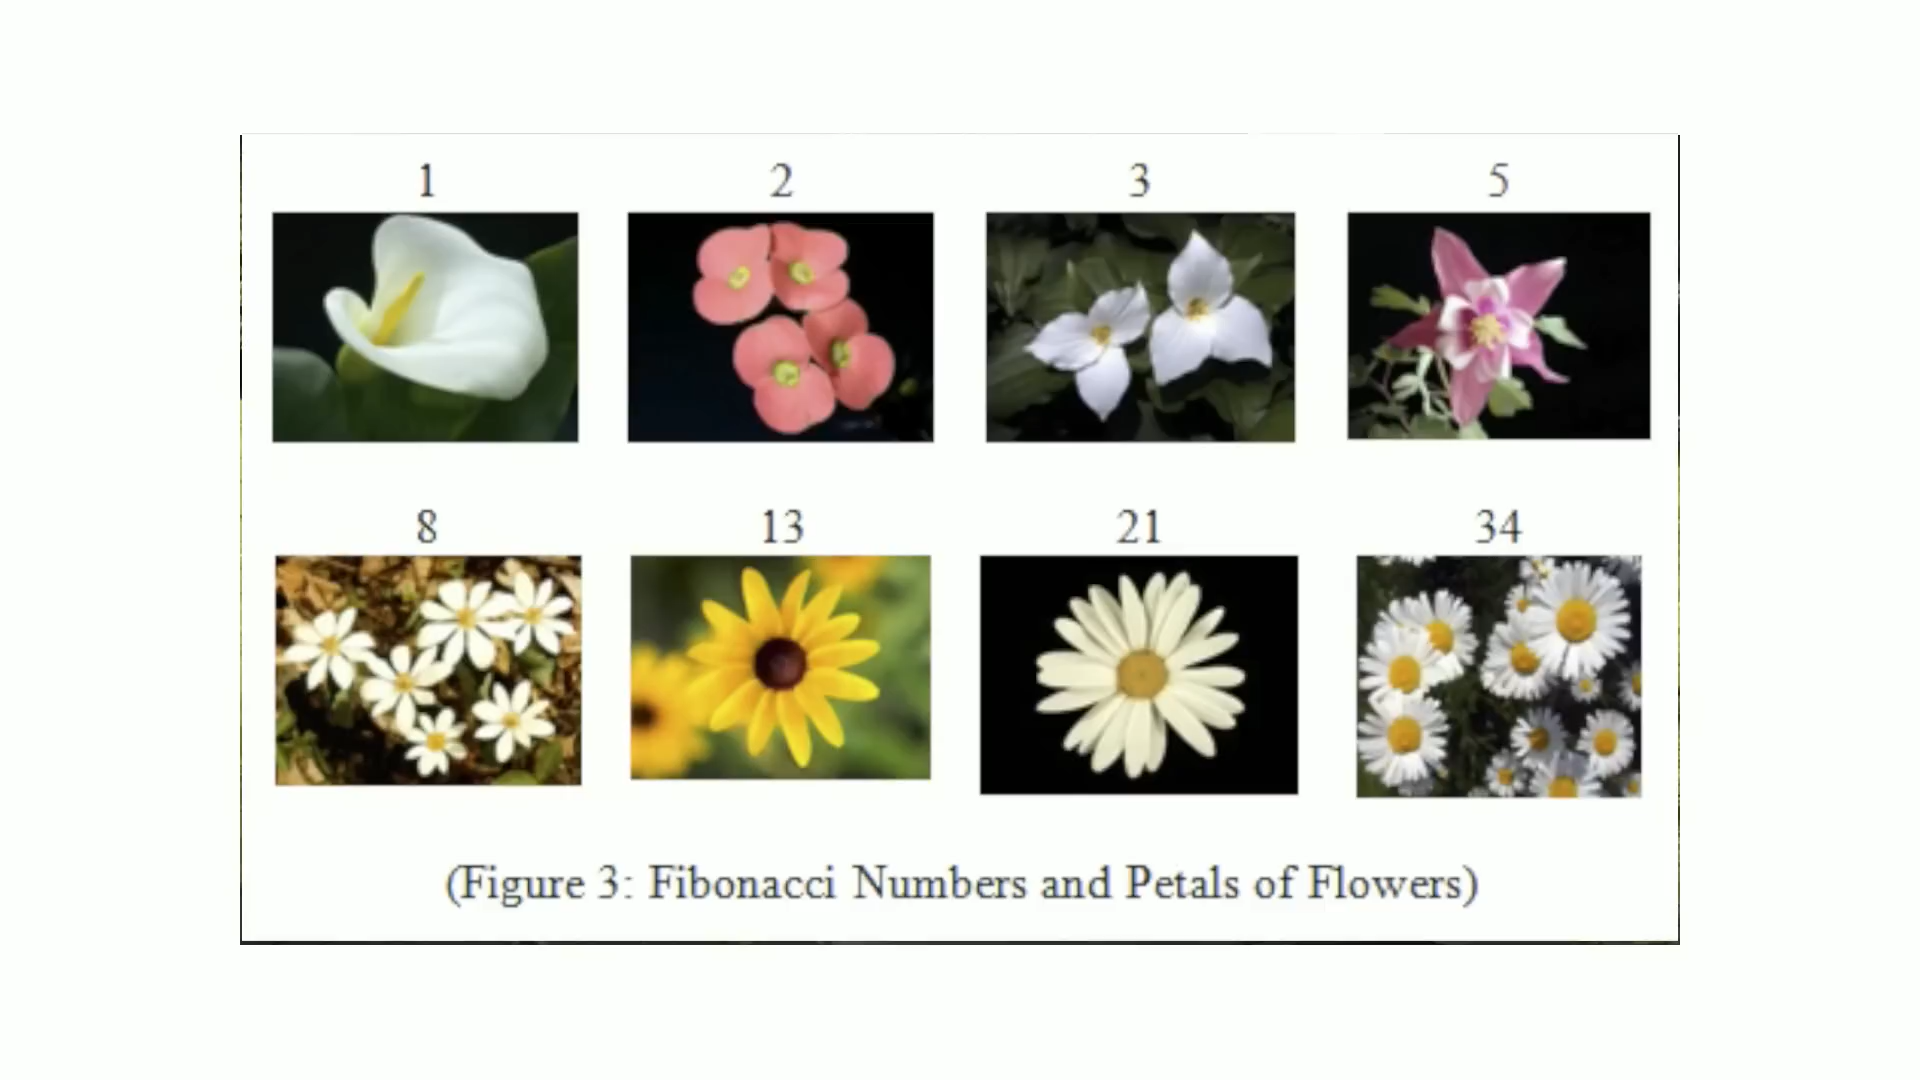 1 2 3 5
8 13 21 34
(Figure 3: Fibonacci Numbers and Petals of Flowers)